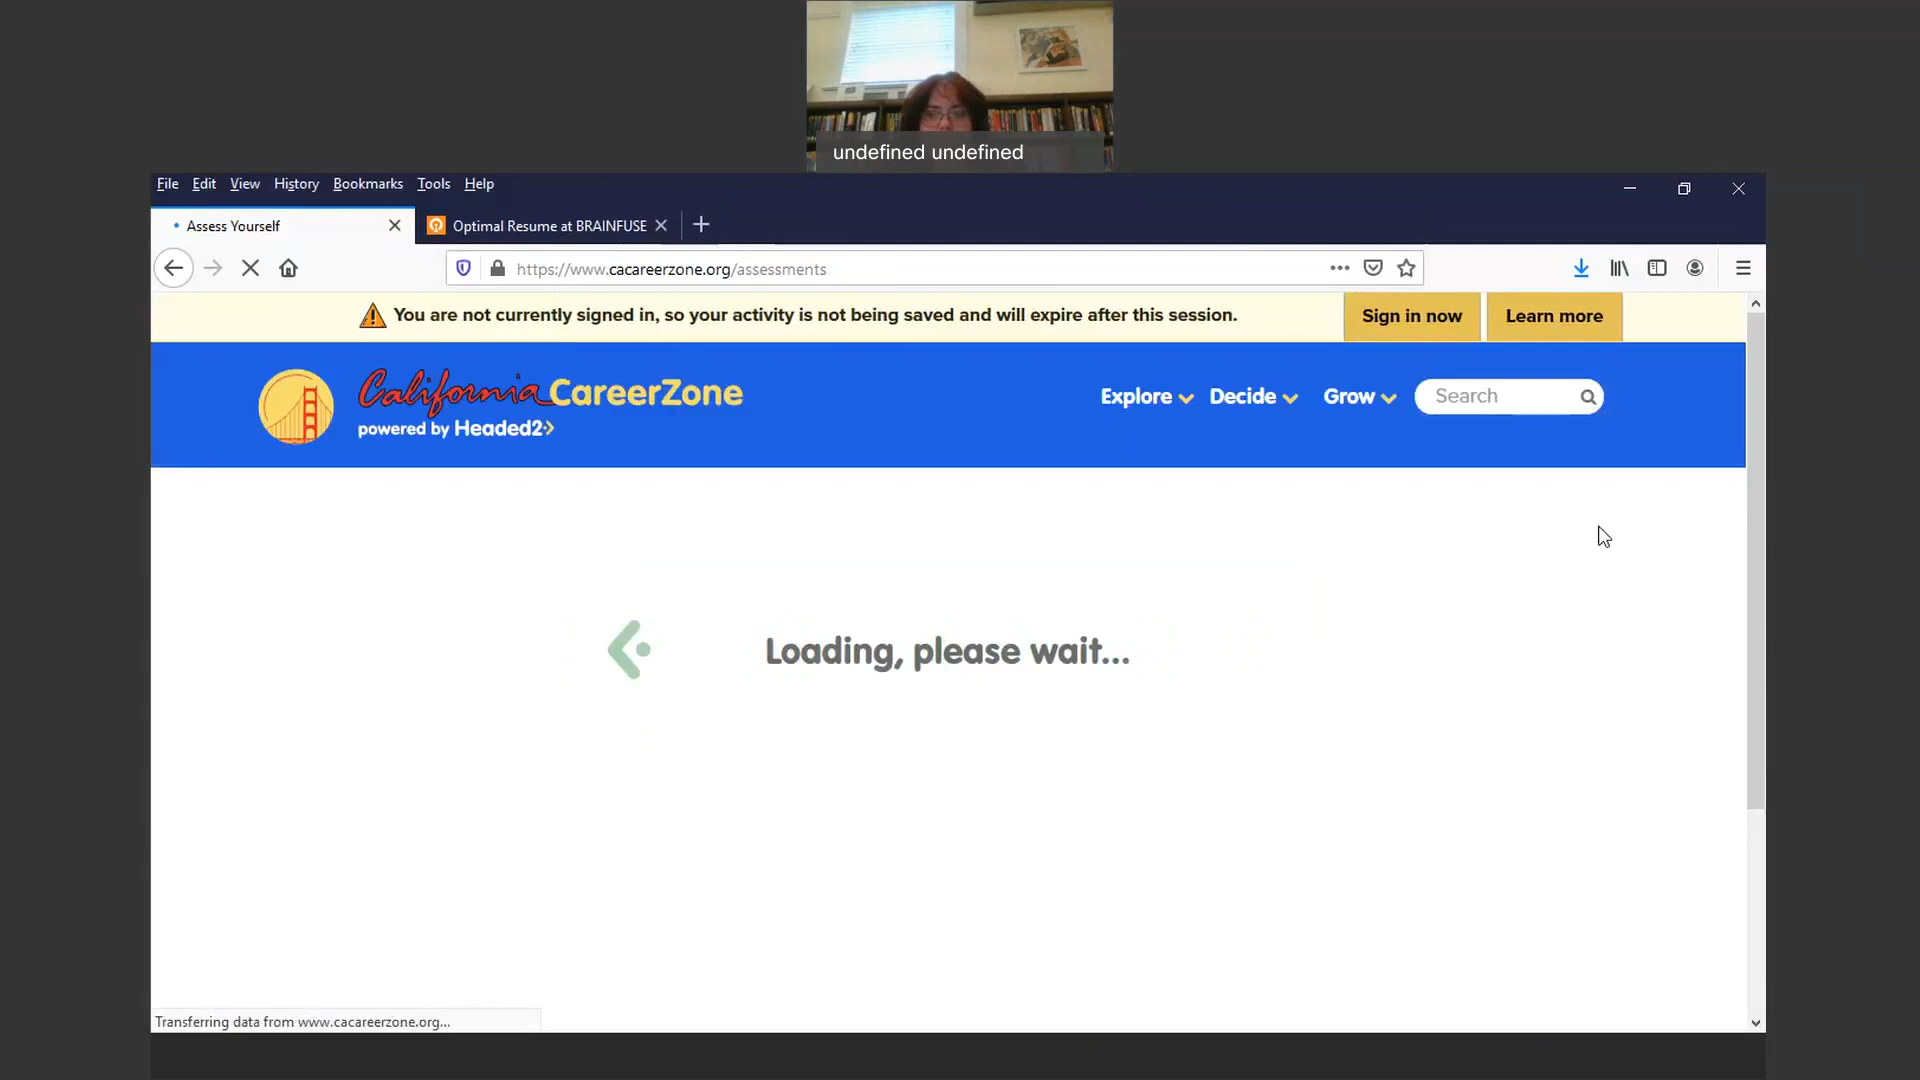 undefined undefined
File Edit View History Bookmarks Tools Help
Assess Yourself
Optimal Resume at BRAINFUSE
https://www.cacareerzone.org/assessments
You are not currently signed in, so your activity is not being saved and will expire after this session.
Sign in now
Learn more
California CareerZone
powered by Headed2
Explore
Decide
Grow
Search
Loading, please wait...
Transferring data from www.cacareerzone.org...